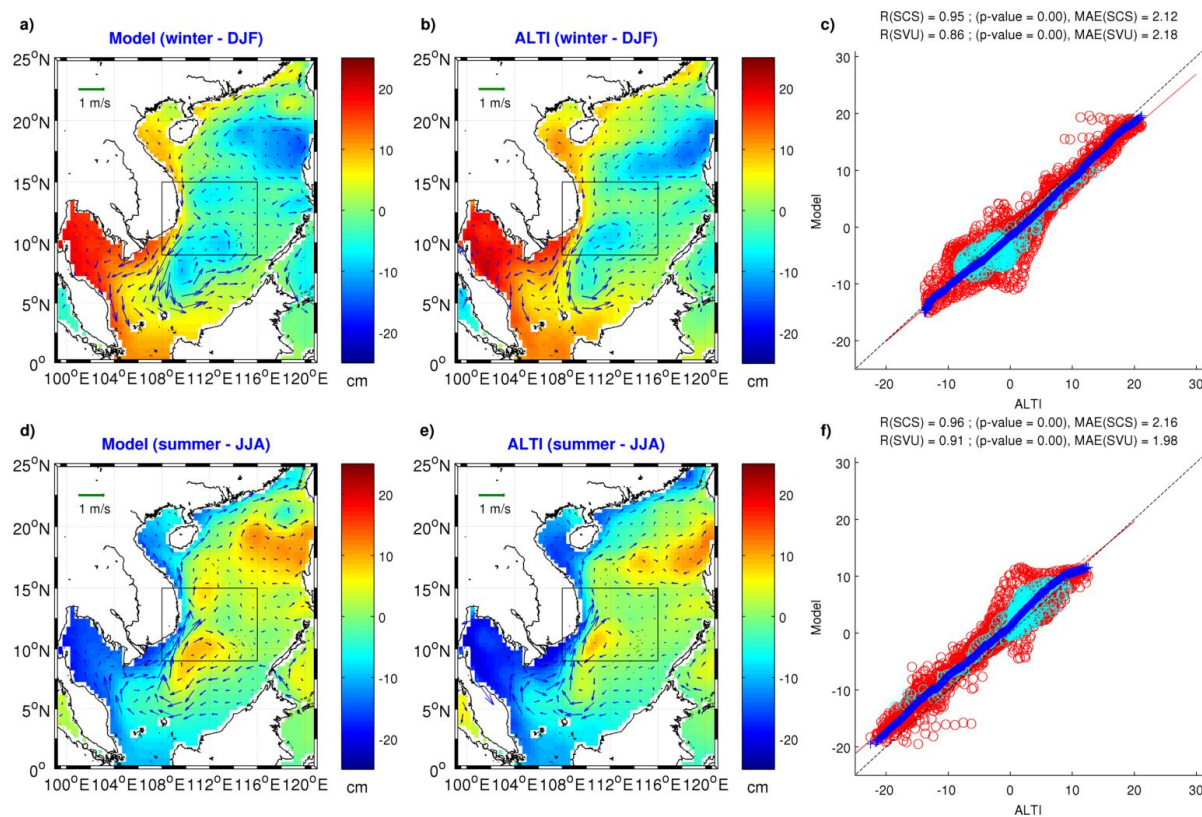 a)
Model (winter - DJF)
25°N
20°N
15°N
10°N
5°N
0°
100°E104°E108°E112°E116°E120°E
1 m/s
20
10
0
-10
-20
cm
b)
ALTI (winter - DJF)
25°N
20°N
15°N
10°N
5°N
0°
100°E104°E108°E112°E116°E120°E
1 m/s
20
10
0
-10
-20
cm
c)
R(SCS) = 0.95 ; (p-value = 0.00), MAE(SCS) = 2.12
R(SVU) = 0.86 ; (p-value = 0.00), MAE(SVU) = 2.18
30
20
10
0
-10
-20
Model
-20 -10 0 10 20 30
ALTI
d)
Model (summer - JJA)
25°N
20°N
15°N
10°N
5°N
0°
100°E104°E108°E112°E116°E120°E
1 m/s
20
10
0
-10
-20
cm
e)
ALTI (summer - JJA)
25°N
20°N
15°N
10°N
5°N
0°
100°E104°E108°E112°E116°E120°E
1 m/s
20
10
0
-10
-20
cm
f)
R(SCS) = 0.96 ; (p-value = 0.00), MAE(SCS) = 2.16
R(SVU) = 0.91 ; (p-value = 0.00), MAE(SVU) = 1.98
30
20
10
0
-10
-20
Model
-20 -10 0 10 20 30
ALTI